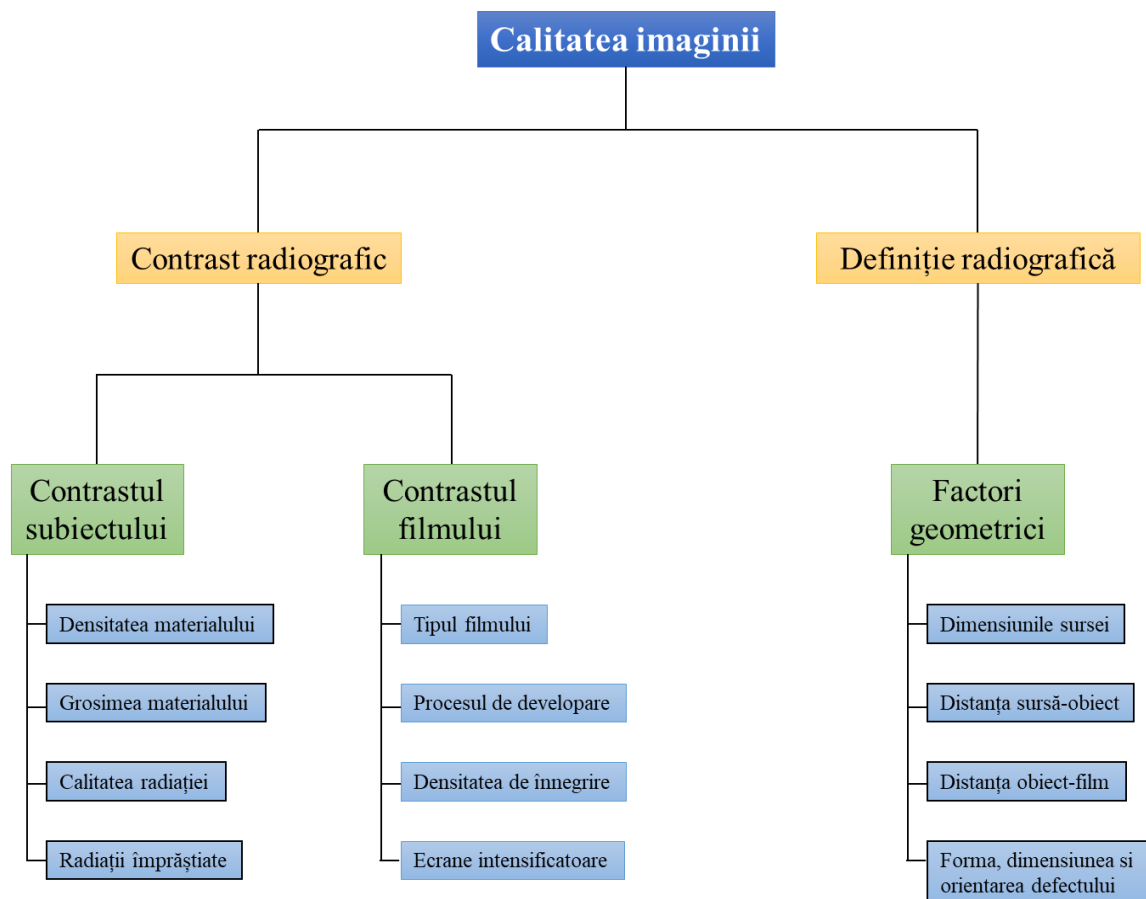 Calitatea imaginii
Contrast radiografic
Definiție radiografică
Contrastul
subiectului
Contrastul
filmului
Factori
geometrici
Densitatea materialului
Grosimea materialului
Calitatea radiației
Radiații împrăștiate
Tipul filmului
Procesul de developare
Densitatea de înnegrire
Ecrane intensificatoare
Dimensiunile sursei
Distanța sursă-obiect
Distanța obiect-film
Forma, dimensiunea si
orientarea defectului